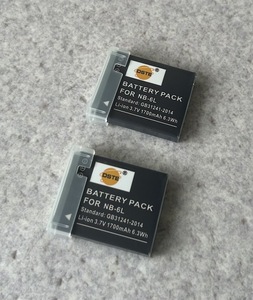 DSTE
BATTERY PACK
FOR NB-6L
Standard: GB31241-2014
Li-ion 3.7V 1700mAh 6.3Wh
DSTE
BATTERY PACK
FOR NB-6L
Standard: GB31241-2014
Li-ion 3.7V 1700mAh 6.3Wh